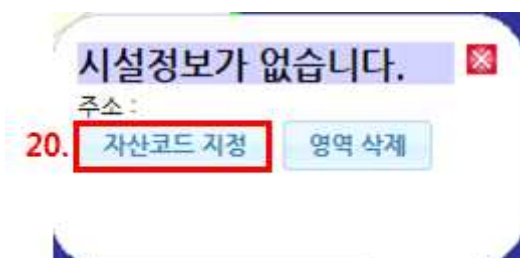 시설정보가 없습니다.
주소 :
20. 자산코드 지정 영역 삭제